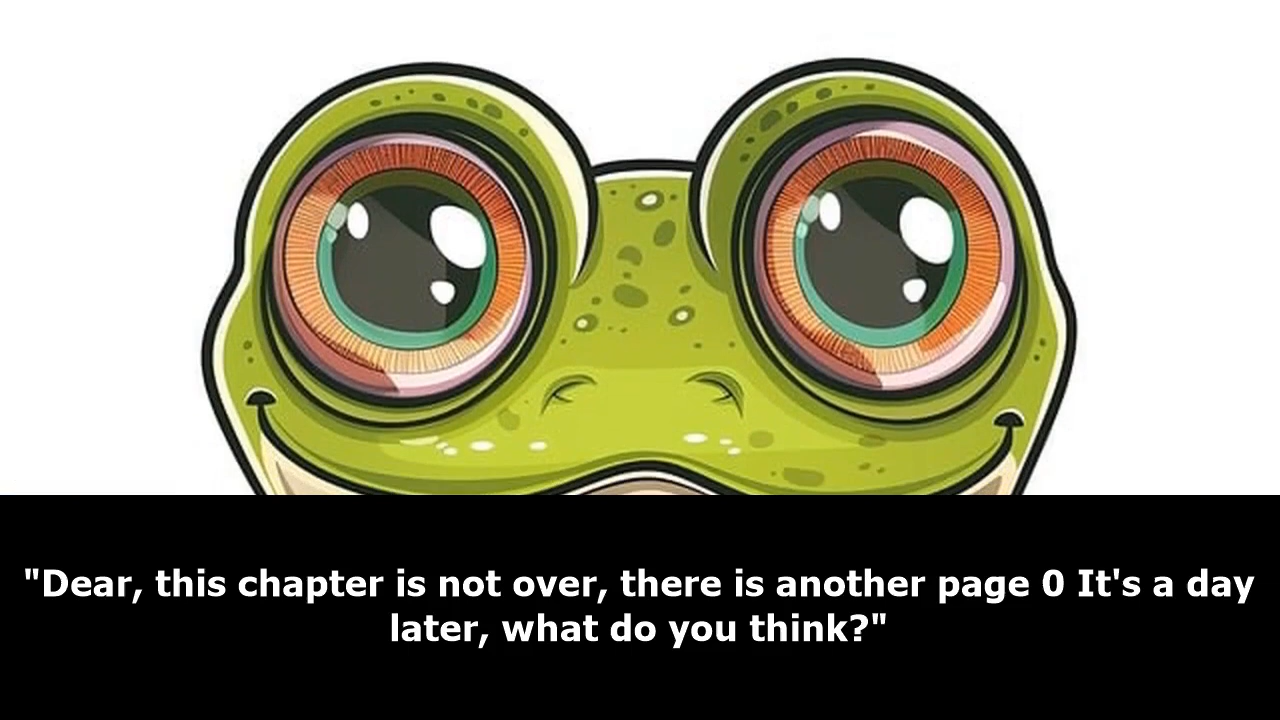 "Dear, this chapter is not over, there is another page 0 It's a day
later, what do you think?"